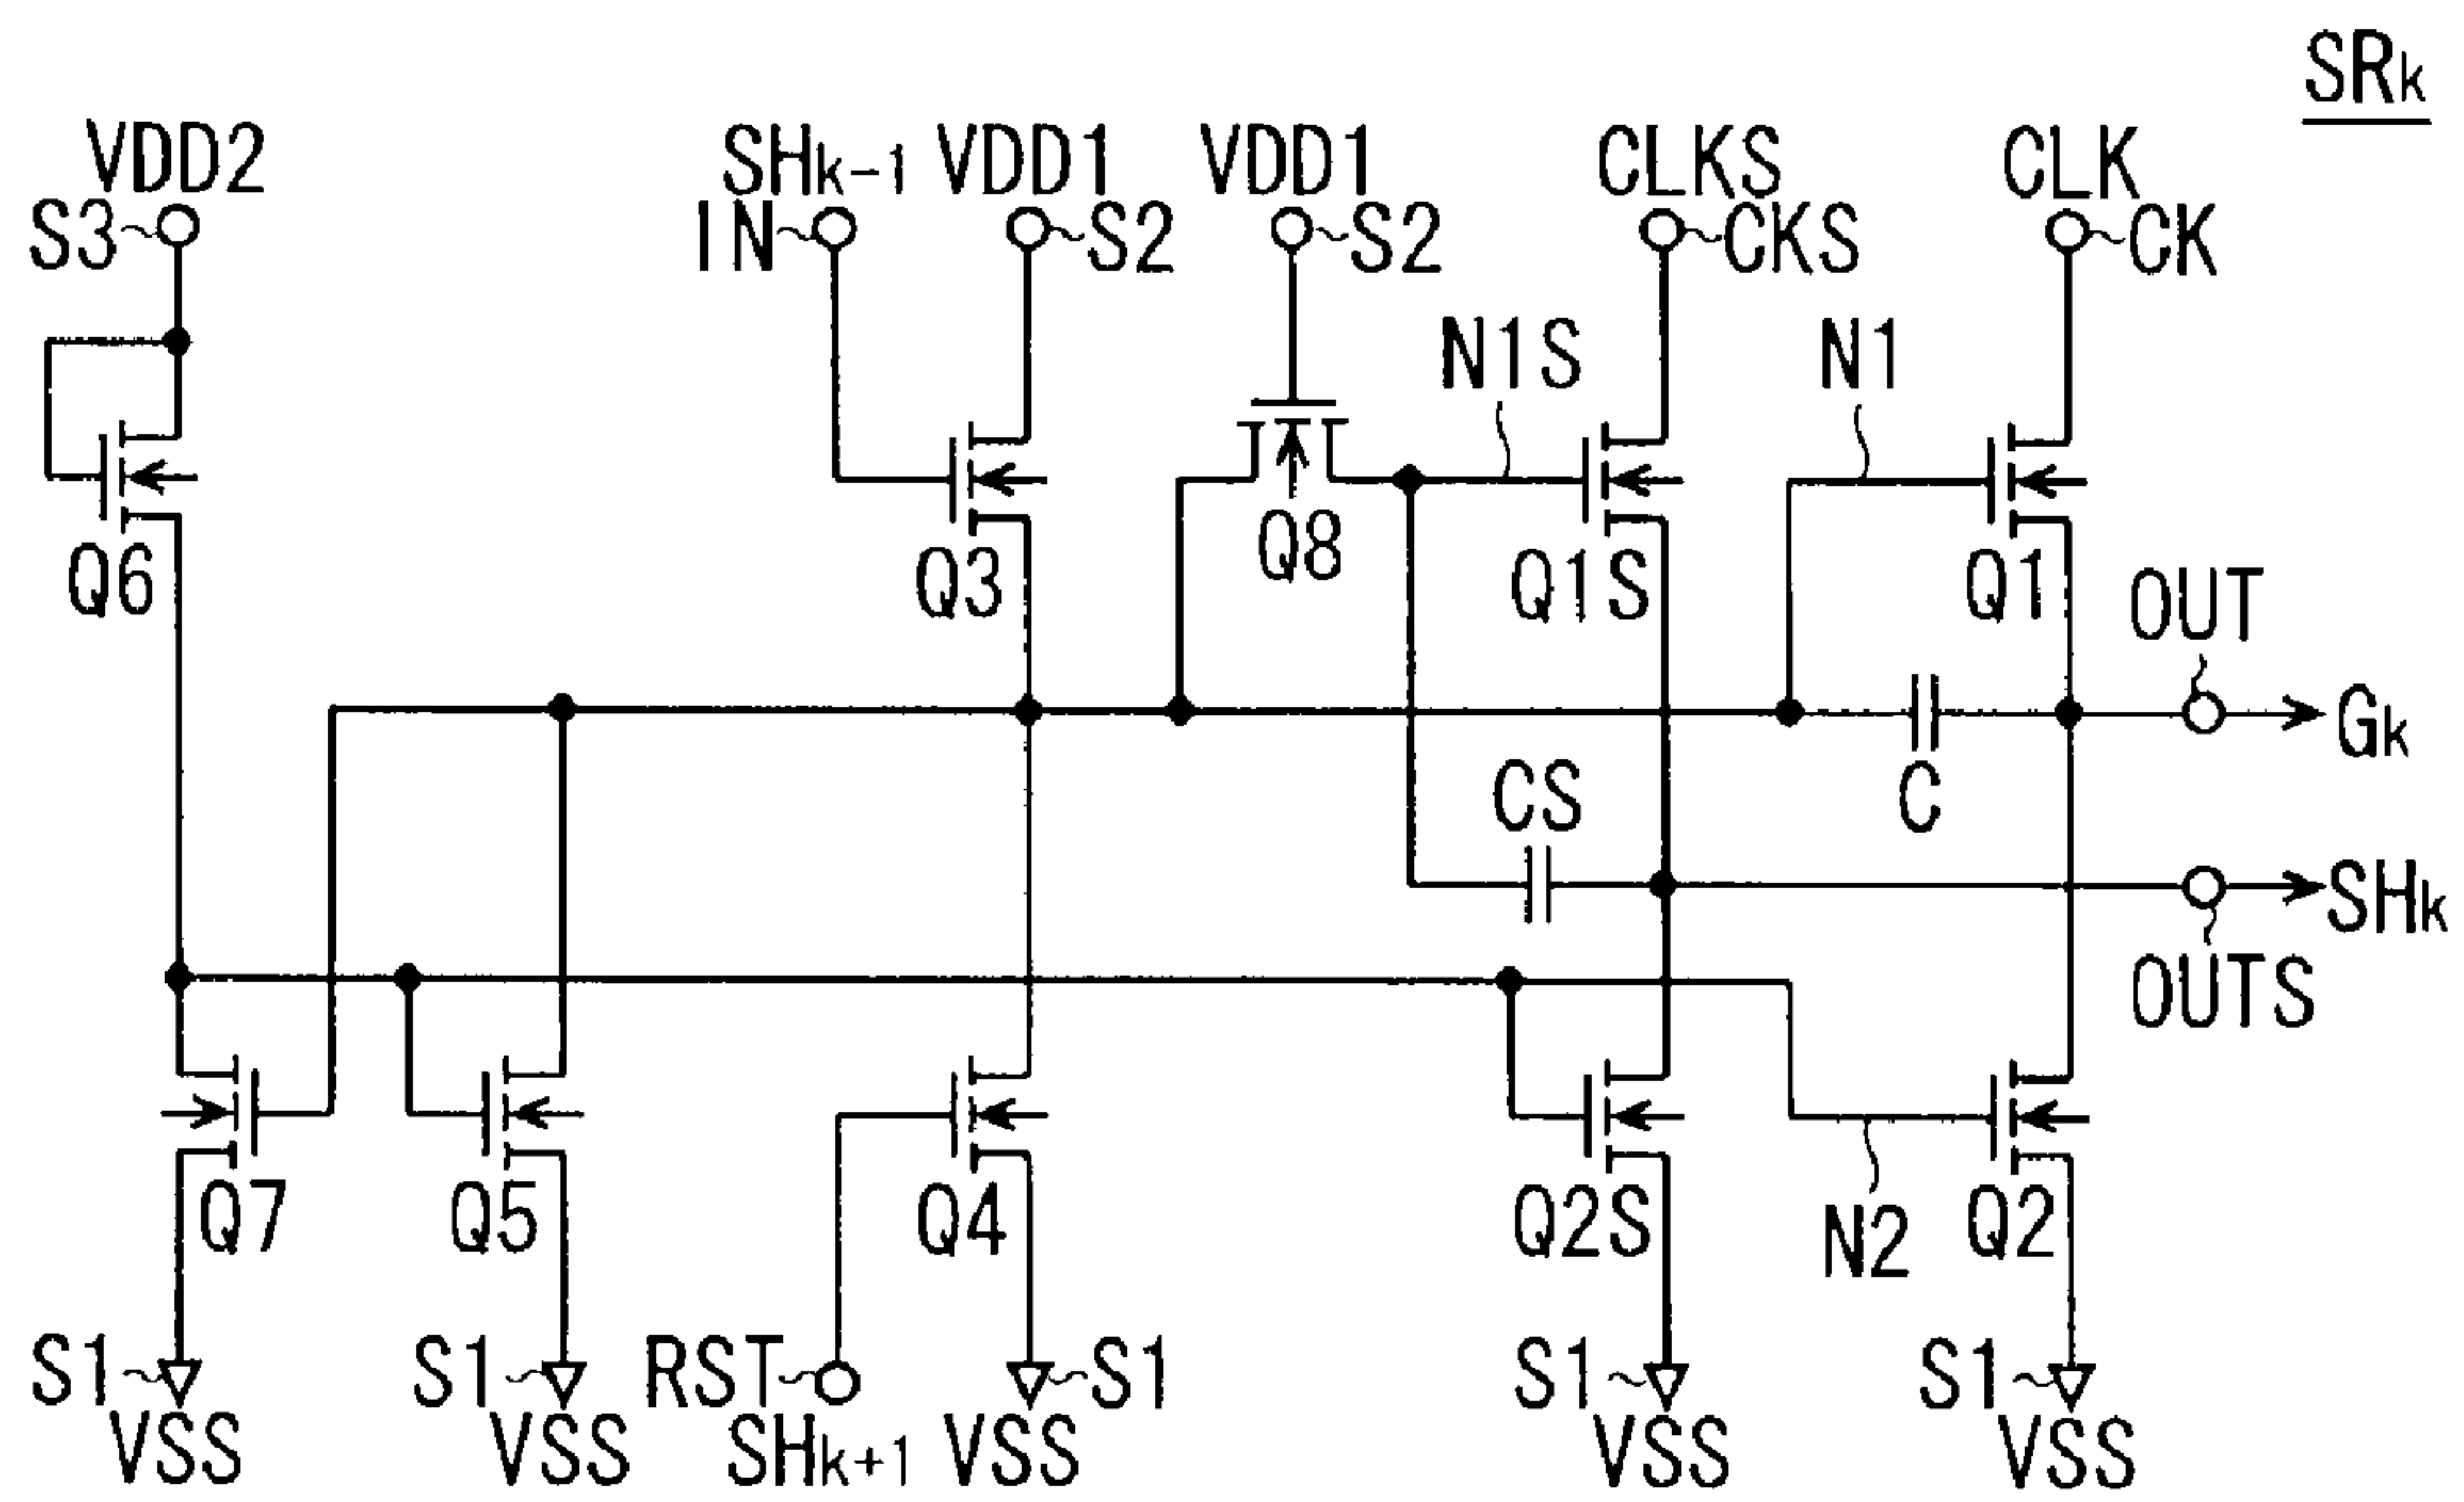 SRk
VDD2 SHk-1 VDD1 VDD1 CLKS CLK
S3 IN S2 S2 CKS CK
N1S N1
Q6 Q3 Q8 Q1S Q1 OUT
Gk
CS C
SHk
OUTS
Q7 Q5 Q4 Q2S N2 Q2
S1 S1 RST S1 S1 S1
VSS VSS SHk+1 VSS VSS VSS